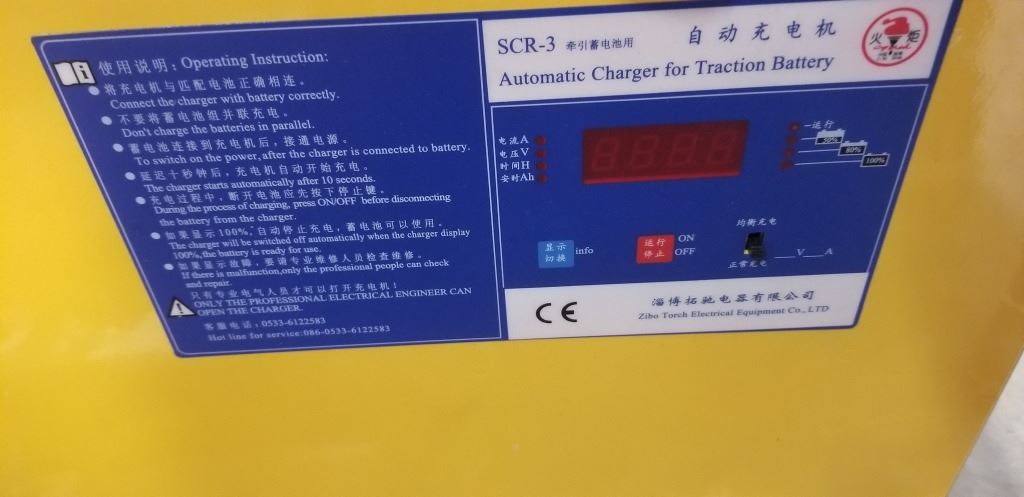 使用说明: Operating Instruction:
将充电机与匹配电池正确相连。
Connect the charger with battery correctly.
不要将蓄电池组并联充电。
Don't charge the batteries in parallel.
蓄电池连接到充电机后，接通电源。
To switch on the power,after the charger is connected to battery.
延迟十秒钟后，充电机自动开始充电。
The charger starts automatically after 10 seconds.
充电过程中，断开电池应先按下停止键。
During the process of charging, press ON/OFF before disconnecting
the battery from the charger.
如果显示100%,自动停止充电，蓄电池可以使用。
The charger will be switched off automatically when the charger display
100%,the battery is ready for use.
如果显示故障，要请专业维修人员检查维修。
If there is malfunction,only the professional people can check
and repair.
只有专业电气人员才可以打开充电机！
ONLY THE PROFESSIONAL ELECTRICAL ENGINEER CAN
OPEN THE CHARGER.
客服电话:0533-6122583
Hot line for service:086-0533-6122583
SCR-3 牵引蓄电池用 自动充电机
Automatic Charger for Traction Battery
火炬
电流A
电压V
时间H
安时Ah
运行
50%
80%
100%
显示
切换
info
运行
停止
ON
OFF
均衡充电
正常充电
V A
CE
淄博拓驰电器有限公司
Zibo Torch Electrical Equipment Co., LTD